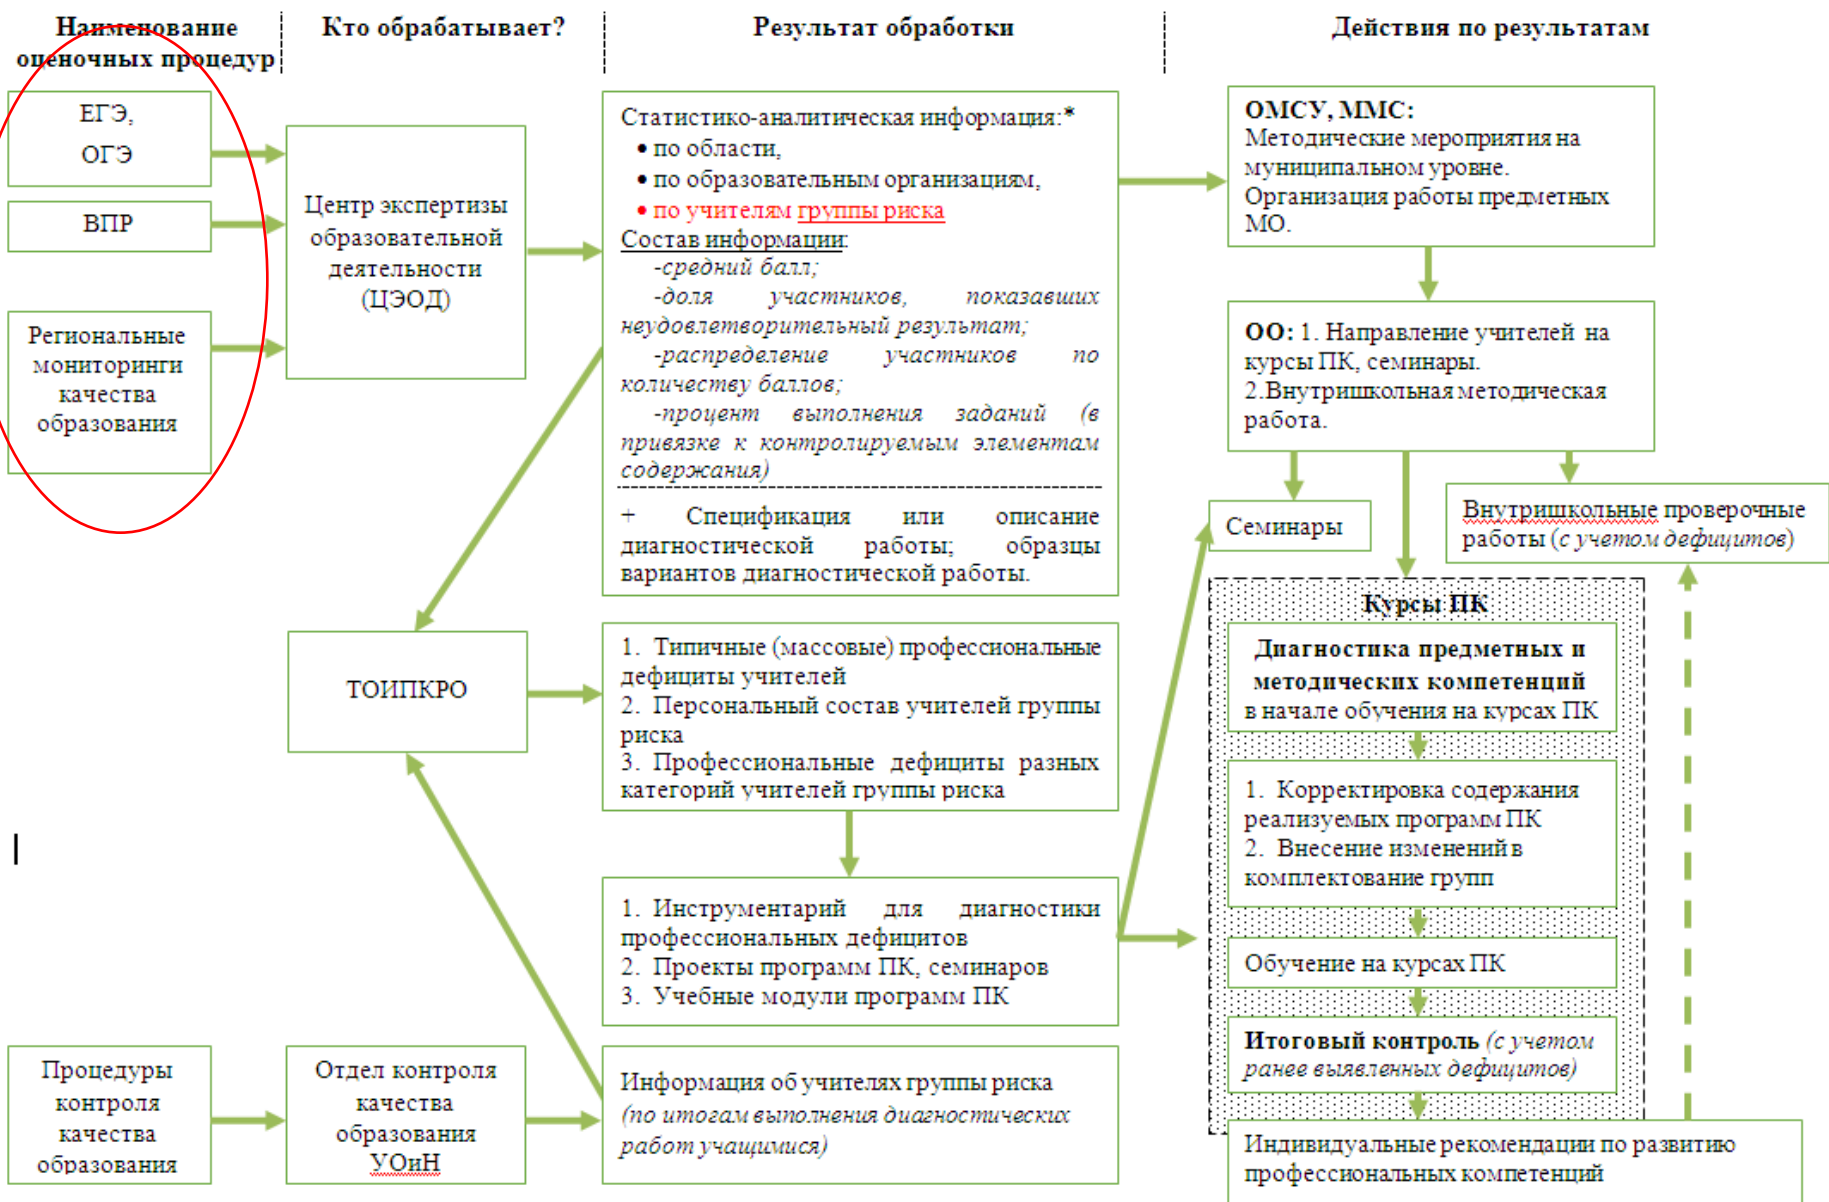 Наименование
оценочных процедур
Кто обрабатывает?
Результат обработки
Действия по результатам
ЕГЭ,
ОГЭ
ВПР
Региональные
мониторинги
качества
образования
Центр экспертизы
образовательной
деятельности
(ЦЭОД)
Статистико-аналитическая информация:*
• по области,
• по образовательным организациям,
• по учителям группы риска
Состав информации:
-средний балл;
-доля участников, показавших
неудовлетворительный результат;
-распределение участников по
количеству баллов;
-процент выполнения заданий (в
привязке к контролируемым элементам
содержания)
+ Спецификация или описание
диагностической работы; образцы
вариантов диагностической работы.
ОМСУ, ММС:
Методические мероприятия на
муниципальном уровне.
Организация работы предметных
МО.
ОО: 1. Направление учителей на
курсы ПК, семинары.
2.Внутришкольная методическая
работа.
Семинары
Внутришкольные проверочные
работы (с учетом дефицитов)
ТОИПКРО
1. Типичные (массовые) профессиональные
дефициты учителей
2. Персональный состав учителей группы
риска
3. Профессиональные дефициты разных
категорий учителей группы риска
1. Инструментарий для диагностики
профессиональных дефицитов
2. Проекты программ ПК, семинаров
3. Учебные модули программ ПК
Курсы ПК
Диагностика предметных и
методических компетенций
в начале обучения на курсах ПК
1. Корректировка содержания
реализуемых программ ПК
2. Внесение изменений в
комплектование групп
Обучение на курсах ПК
Итоговый контроль (с учетом
ранее выявленных дефицитов)
Индивидуальные рекомендации по развитию
профессиональных компетенций
Процедуры
контроля
качества
образования
Отдел контроля
качества
образования
УОиН
Информация об учителях группы риска
(по итогам выполнения диагностических
работ учащимися)